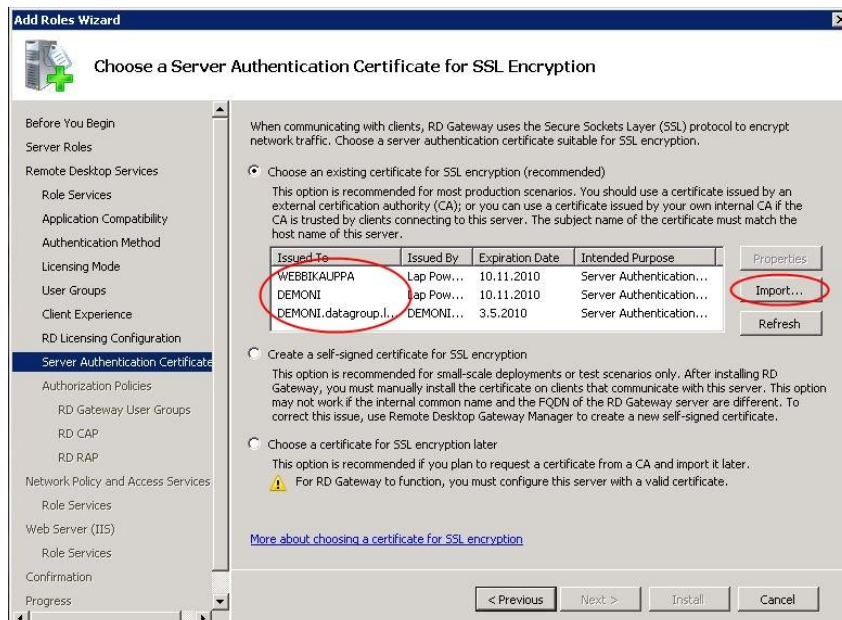 Add Roles Wizard
Choose a Server Authentication Certificate for SSL Encryption
Before You Begin
Server Roles
Remote Desktop Services
Role Services
Application Compatibility
Authentication Method
Licensing Mode
User Groups
Client Experience
RD Licensing Configuration
Server Authentication Certificate
Authorization Policies
RD Gateway User Groups
RD CAP
RD RAP
Network Policy and Access Services
Role Services
Web Server (IIS)
Role Services
Confirmation
Progress
When communicating with clients, RD Gateway uses the Secure Sockets Layer (SSL) protocol to encrypt
network traffic. Choose a server authentication certificate suitable for SSL encryption.
Choose an existing certificate for SSL encryption (recommended)
This option is recommended for most production scenarios. You should use a certificate issued by an
external certification authority (CA); or you can use a certificate issued by your own internal CA if the
CA is trusted by clients connecting to this server. The subject name of the certificate must match the
host name of this server.
Issued To Issued By Expiration Date Intended Purpose
WEBBIKAUPPA Lap Pow... 10.11.2010 Server Authentication...
DEMONI Lap Pow... 10.11.2010 Server Authentication...
DEMONI.datagroup.l... DEMONI... 3.5.2010 Server Authentication...
Properties
Import...
Refresh
Create a self-signed certificate for SSL encryption
This option is recommended for small-scale deployments or test scenarios only. After installing RD
Gateway, you must manually install the certificate on clients that communicate with this server. This option
may not work if the internal common name and the FQDN of the RD Gateway server are different. To
correct this issue, use Remote Desktop Gateway Manager to create a new self-signed certificate.
Choose a certificate for SSL encryption later
This option is recommended if you plan to request a certificate from a CA and import it later.
For RD Gateway to function, you must configure this server with a valid certificate.
More about choosing a certificate for SSL encryption
< Previous Next > Install Cancel